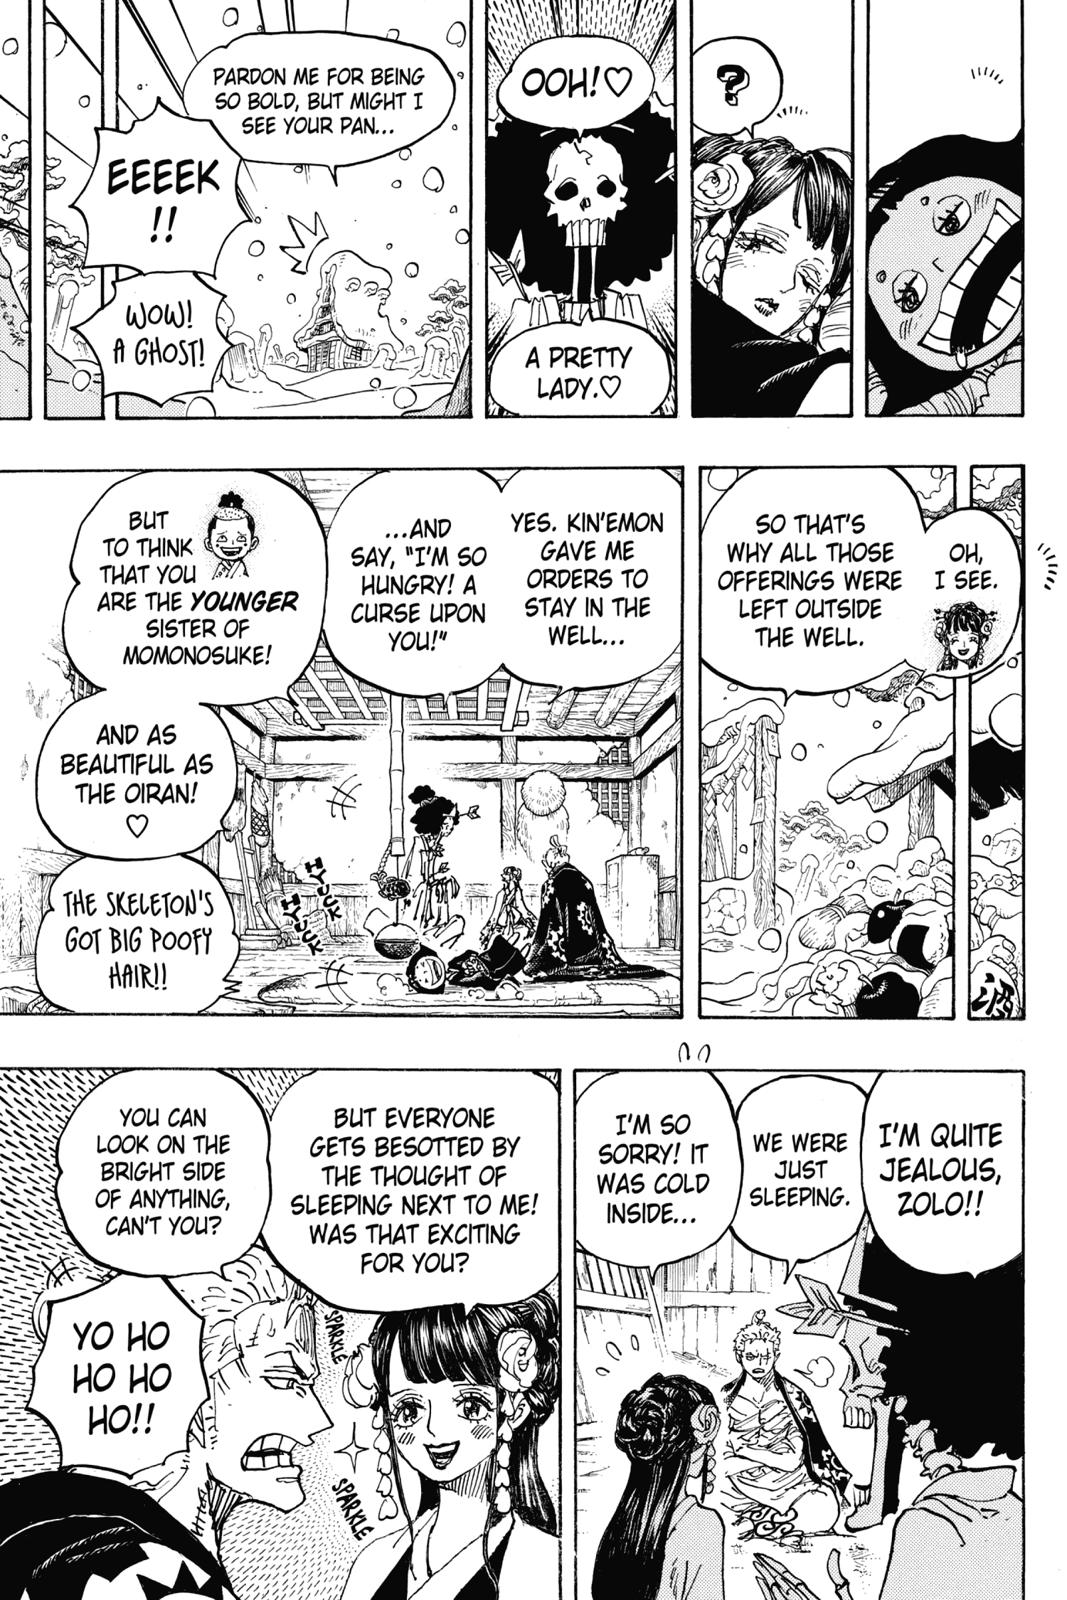 ?
OOH!♡
A PRETTY
LADY.♡
PARDON ME FOR BEING
SO BOLD, BUT MIGHT I
SEE YOUR PAN...
EEEEK
!!
WOW!
A GHOST!
OH,
I SEE.
SO THAT'S
WHY ALL THOSE
OFFERINGS WERE
LEFT OUTSIDE
THE WELL.
酒
YES. KIN'EMON
GAVE ME
ORDERS TO
STAY IN THE
WELL...
...AND
SAY, "I'M SO
HUNGRY! A
CURSE UPON
YOU!"
BUT
TO THINK
THAT YOU
ARE THE YOUNGER
SISTER OF
MOMONOSUKE!
AND AS
BEAUTIFUL AS
THE OIRAN!
♡
HYUCK
HYUCK
THE SKELETON'S
GOT BIG POOFY
HAIR!!
I'M QUITE
JEALOUS,
ZOLO!!
WE WERE
JUST
SLEEPING.
I'M SO
SORRY! IT
WAS COLD
INSIDE...
BUT EVERYONE
GETS BESOTTED BY
THE THOUGHT OF
SLEEPING NEXT TO ME!
WAS THAT EXCITING
FOR YOU?
SPARKLE
SPARKLE
YOU CAN
LOOK ON THE
BRIGHT SIDE
OF ANYTHING,
CAN'T YOU?
YO HO
HO HO
HO!!